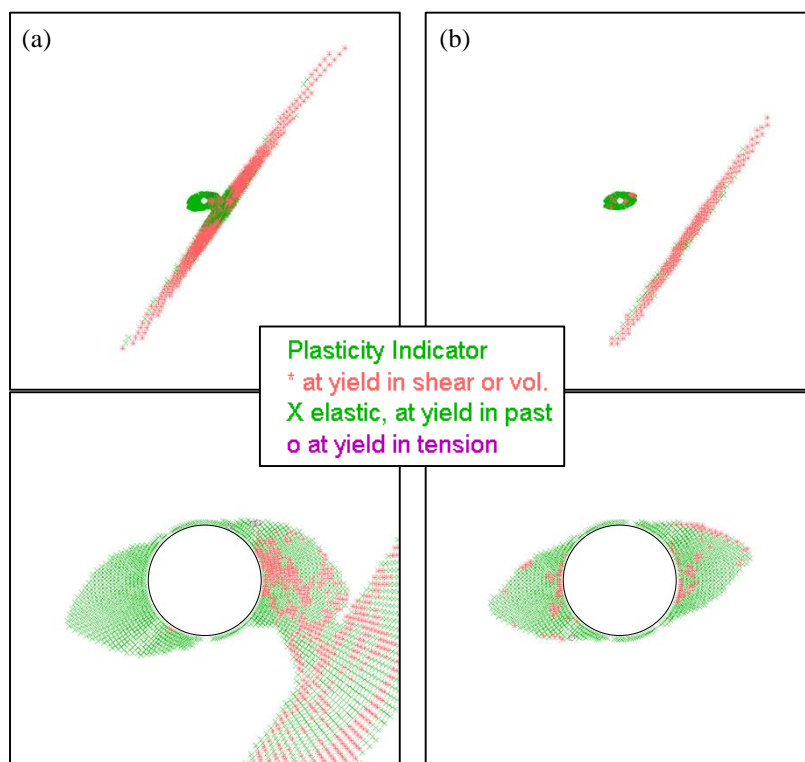 (a)
(b)
Plasticity Indicator
* at yield in shear or vol.
X elastic, at yield in past
o at yield in tension